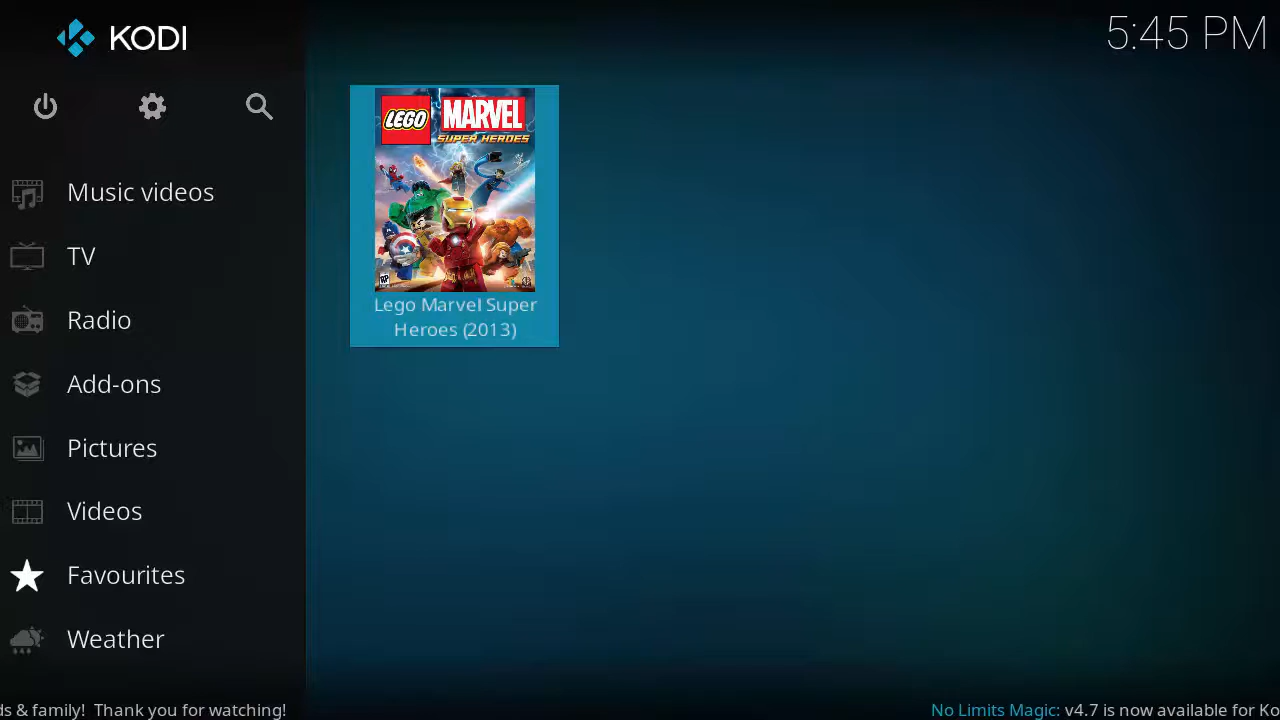 KODI
5:45 PM
LEGO
MARVEL
SUPER HEROES
Lego Marvel Super
Heroes (2013)
Music videos
TV
Radio
Add-ons
Pictures
Videos
Favourites
Weather
ds & family!  Thank you for watching!
No Limits Magic: v4.7 is now available for Ko